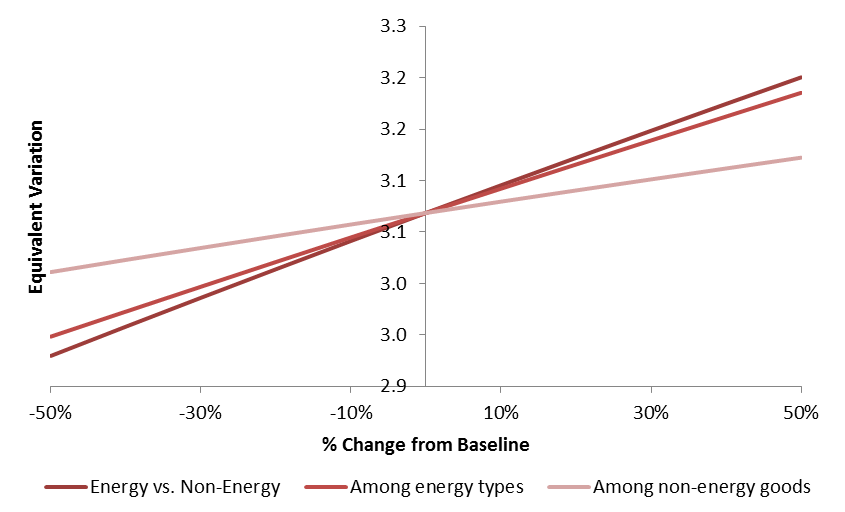 3.3
3.2
3.2
3.1
3.1
3.0
3.0
2.9
Equivalent Variation
-50% -30% -10% 10% 30% 50%
% Change from Baseline
Energy vs. Non-Energy Among energy types Among non-energy goods